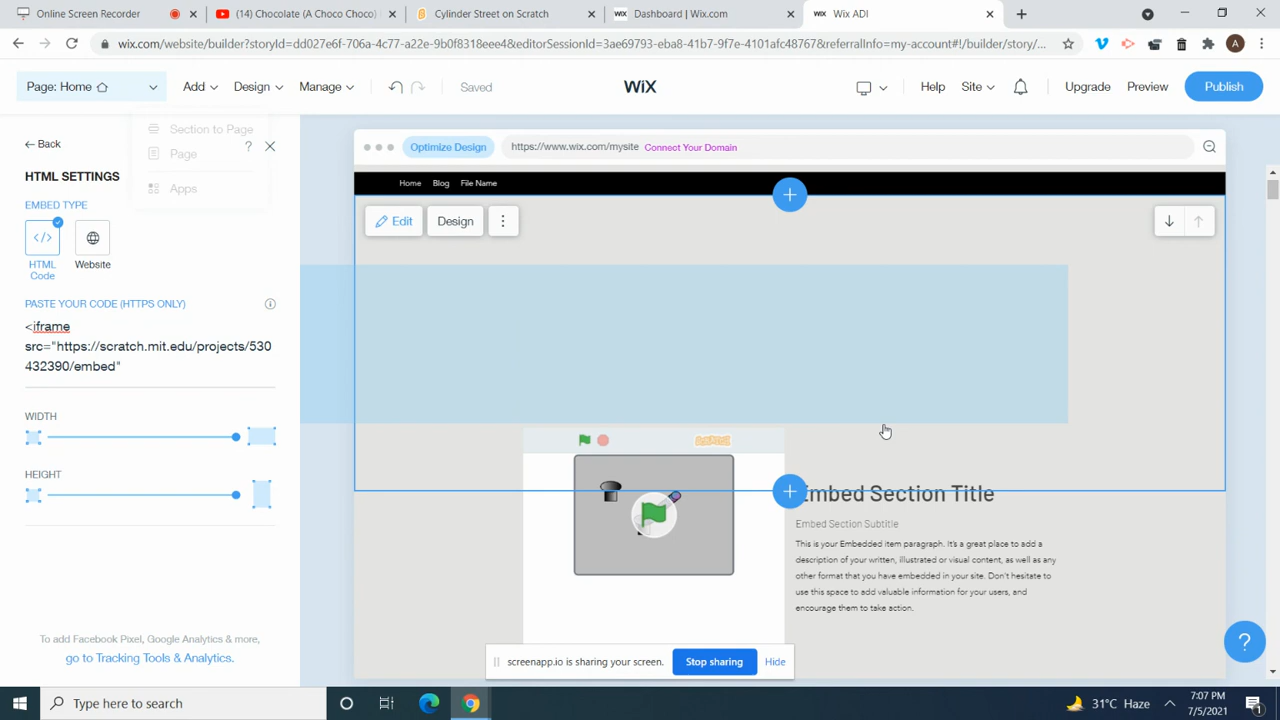 Online Screen Recorder
(14) Chocolate (A Choco Choco)
Cylinder Street on Scratch
WiX Dashboard | Wix.com
WiX Wix ADI
wix.com/website/builder?storyId=dd027e6f-706a-4c77-a22e-9b0f8318eee4&editorSessionId=3ae69793-eba8-41b7-9f7e-4101afc48767&referralInfo=my-account#!/builder/story/...
A
Page: Home
Add
Design
Manage
Saved
WiX
Help
Site
Upgrade
Preview
Publish
Section to Page
Page
Apps
Back
?
HTML SETTINGS
EMBED TYPE
HTML Code
Website
PASTE YOUR CODE (HTTPS ONLY)
<iframe
src="https://scratch.mit.edu/projects/530
432390/embed"
WIDTH
HEIGHT
To add Facebook Pixel, Google Analytics & more,
go to Tracking Tools & Analytics.
Optimize Design
https://www.wix.com/mysite
Connect Your Domain
Home
Blog
File Name
Edit
Design
SCRATCH
Embed Section Title
Embed Section Subtitle
This is your Embedded item paragraph. It's a great place to add a
description of your written, illustrated or visual content, as well as any
other format that you have embedded in your site. Don't hesitate to
use this space to add valuable information for your users, and
encourage them to take action.
screenapp.io is sharing your screen.
Stop sharing
Hide
?
Type here to search
31°C Haze
7:07 PM
7/5/2021
1